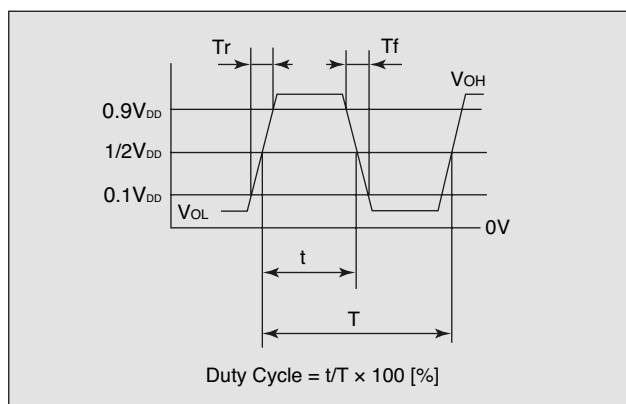 Tr
Tf
VOH
0.9VDD
1/2VDD
0.1VDD
VOL
0V
t
T
Duty Cycle = t/T × 100 [%]